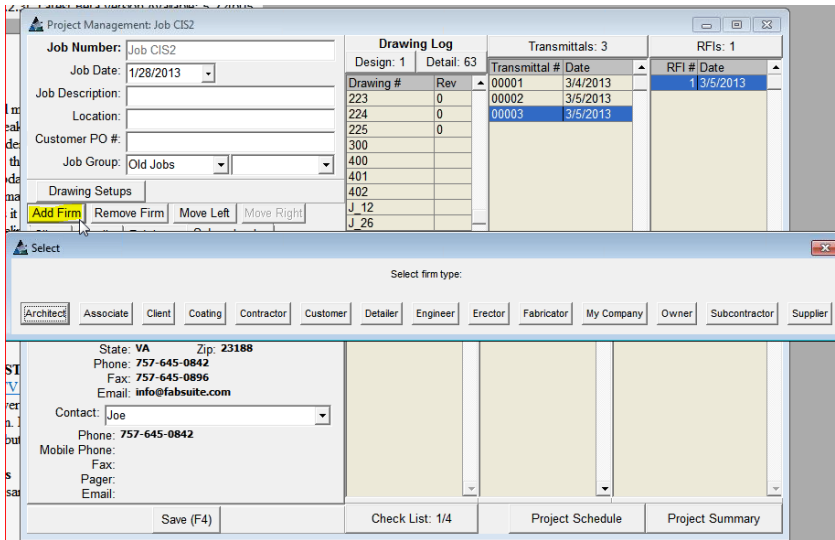 Project Management: Job CIS2
Job Number: Job CIS2
Job Date: 1/28/2013
Job Description:
Location:
Customer PO #:
Job Group: Old Jobs
Drawing Setups
Add Firm Remove Firm Move Left Move Right
Drawing Log
Design: 1 Detail: 63
Drawing # Rev
223 0
224 0
225 0
300
400
401
402
J_12
J_26
Transmittals: 3
Transmittal # Date
00001 3/4/2013
00002 3/5/2013
00003 3/5/2013
RFIs: 1
RFI # Date
1 3/5/2013
Select
Select firm type:
Architect Associate Client Coating Contractor Customer Detailer Engineer Erector Fabricator My Company Owner Subcontractor Supplier
State: VA Zip: 23188
Phone: 757-645-0842
Fax: 757-645-0896
Email: info@fabsuite.com
Contact: Joe
Phone: 757-645-0842
Mobile Phone:
Fax:
Pager:
Email:
Save (F4) Check List: 1/4 Project Schedule Project Summary